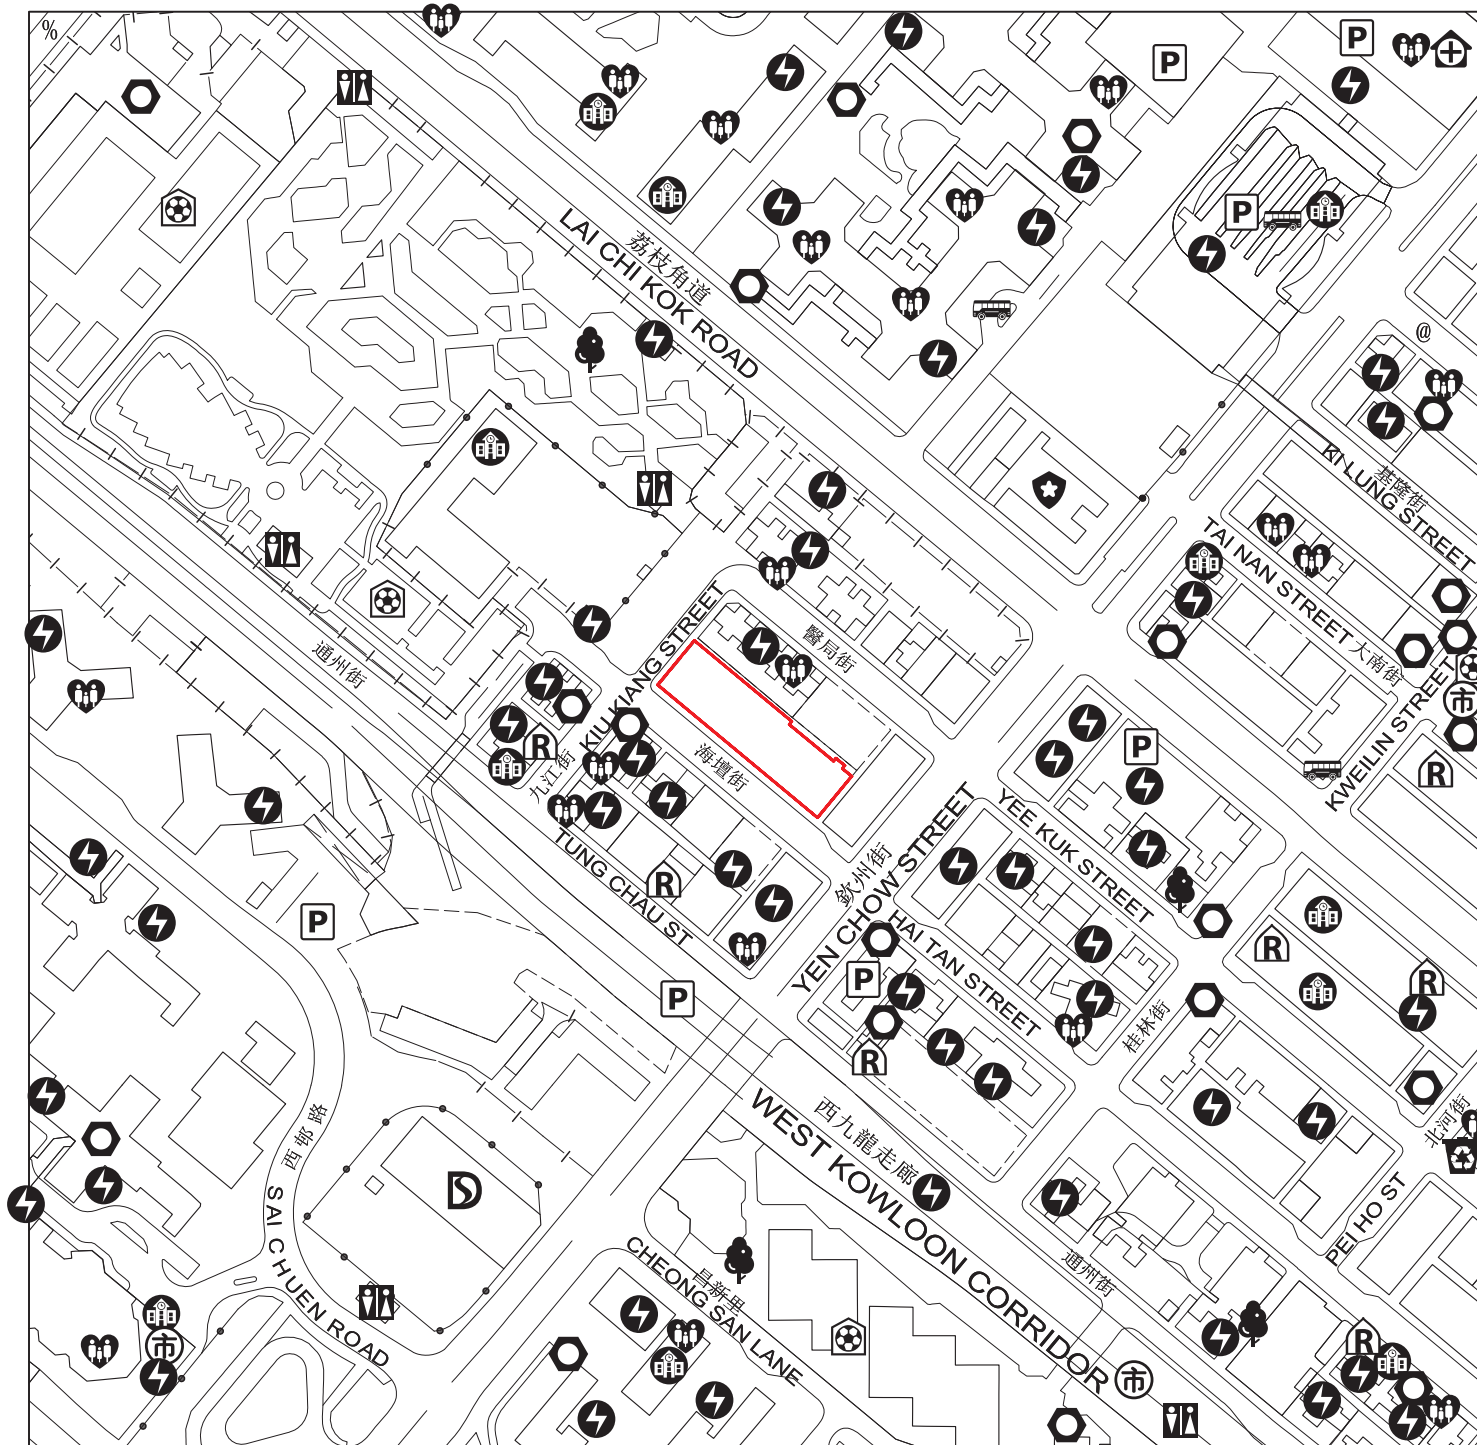 %
P
P
P
荔枝角道
LAI CHI KOK ROAD
@
基隆街
KI LUNG STREET
TAI NAN STREET
大南街
醫局街
KIU KIANG STREET
九江街
通州街
海壇街
R
市
KWEILIN STREET
P
R
YEE KUK STREET
TUNG CHAU ST
R
欽州街
YEN CHOW STREET
HAI TAN STREET
P
P
P
R
R
R
桂林街
北河街
PEI HO ST
西邨路
SAI CHUEN ROAD
西九龍走廊
WEST KOWLOON CORRIDOR
通州街
昌新里
CHEONG SAN LANE
市
R
市